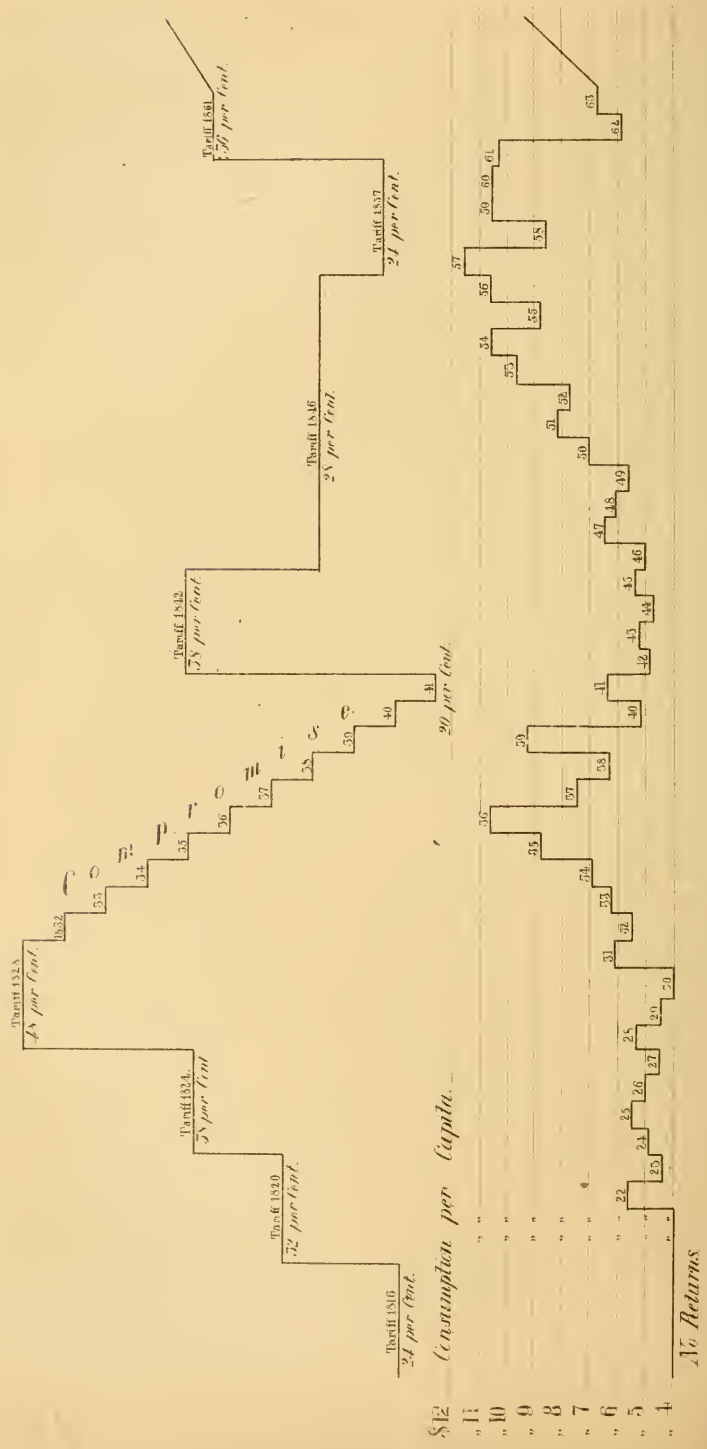 Tariff 1816
24 per Cent.
Tariff 1820
32 per Cent.
Tariff 1824.
38 per Cent
Tariff 1828
48 per Cent.
1832
33
34
35
36
37
38
39
40
41
Compromise
20 per Cent.
Tariff 1842
38 per Cent.
Tariff 1846
28 per Cent.
Tariff 1857
24 per Cent.
Tariff 1861
36 per Cent.
Consumption per Capita.
$12
" 11 " "
" 10 " "
" 9 " "
" 8 " "
" 7 " "
" 6 " "
" 5 " "
" 4 " "
No Returns
22
23
24
25
26
27
28
29
30
31
32
33
34
35
36
37
38
39
40
41
42
43
44
45
46
47
48
49
50
51
52
53
54
55
56
57
58
59
60
61
62
63